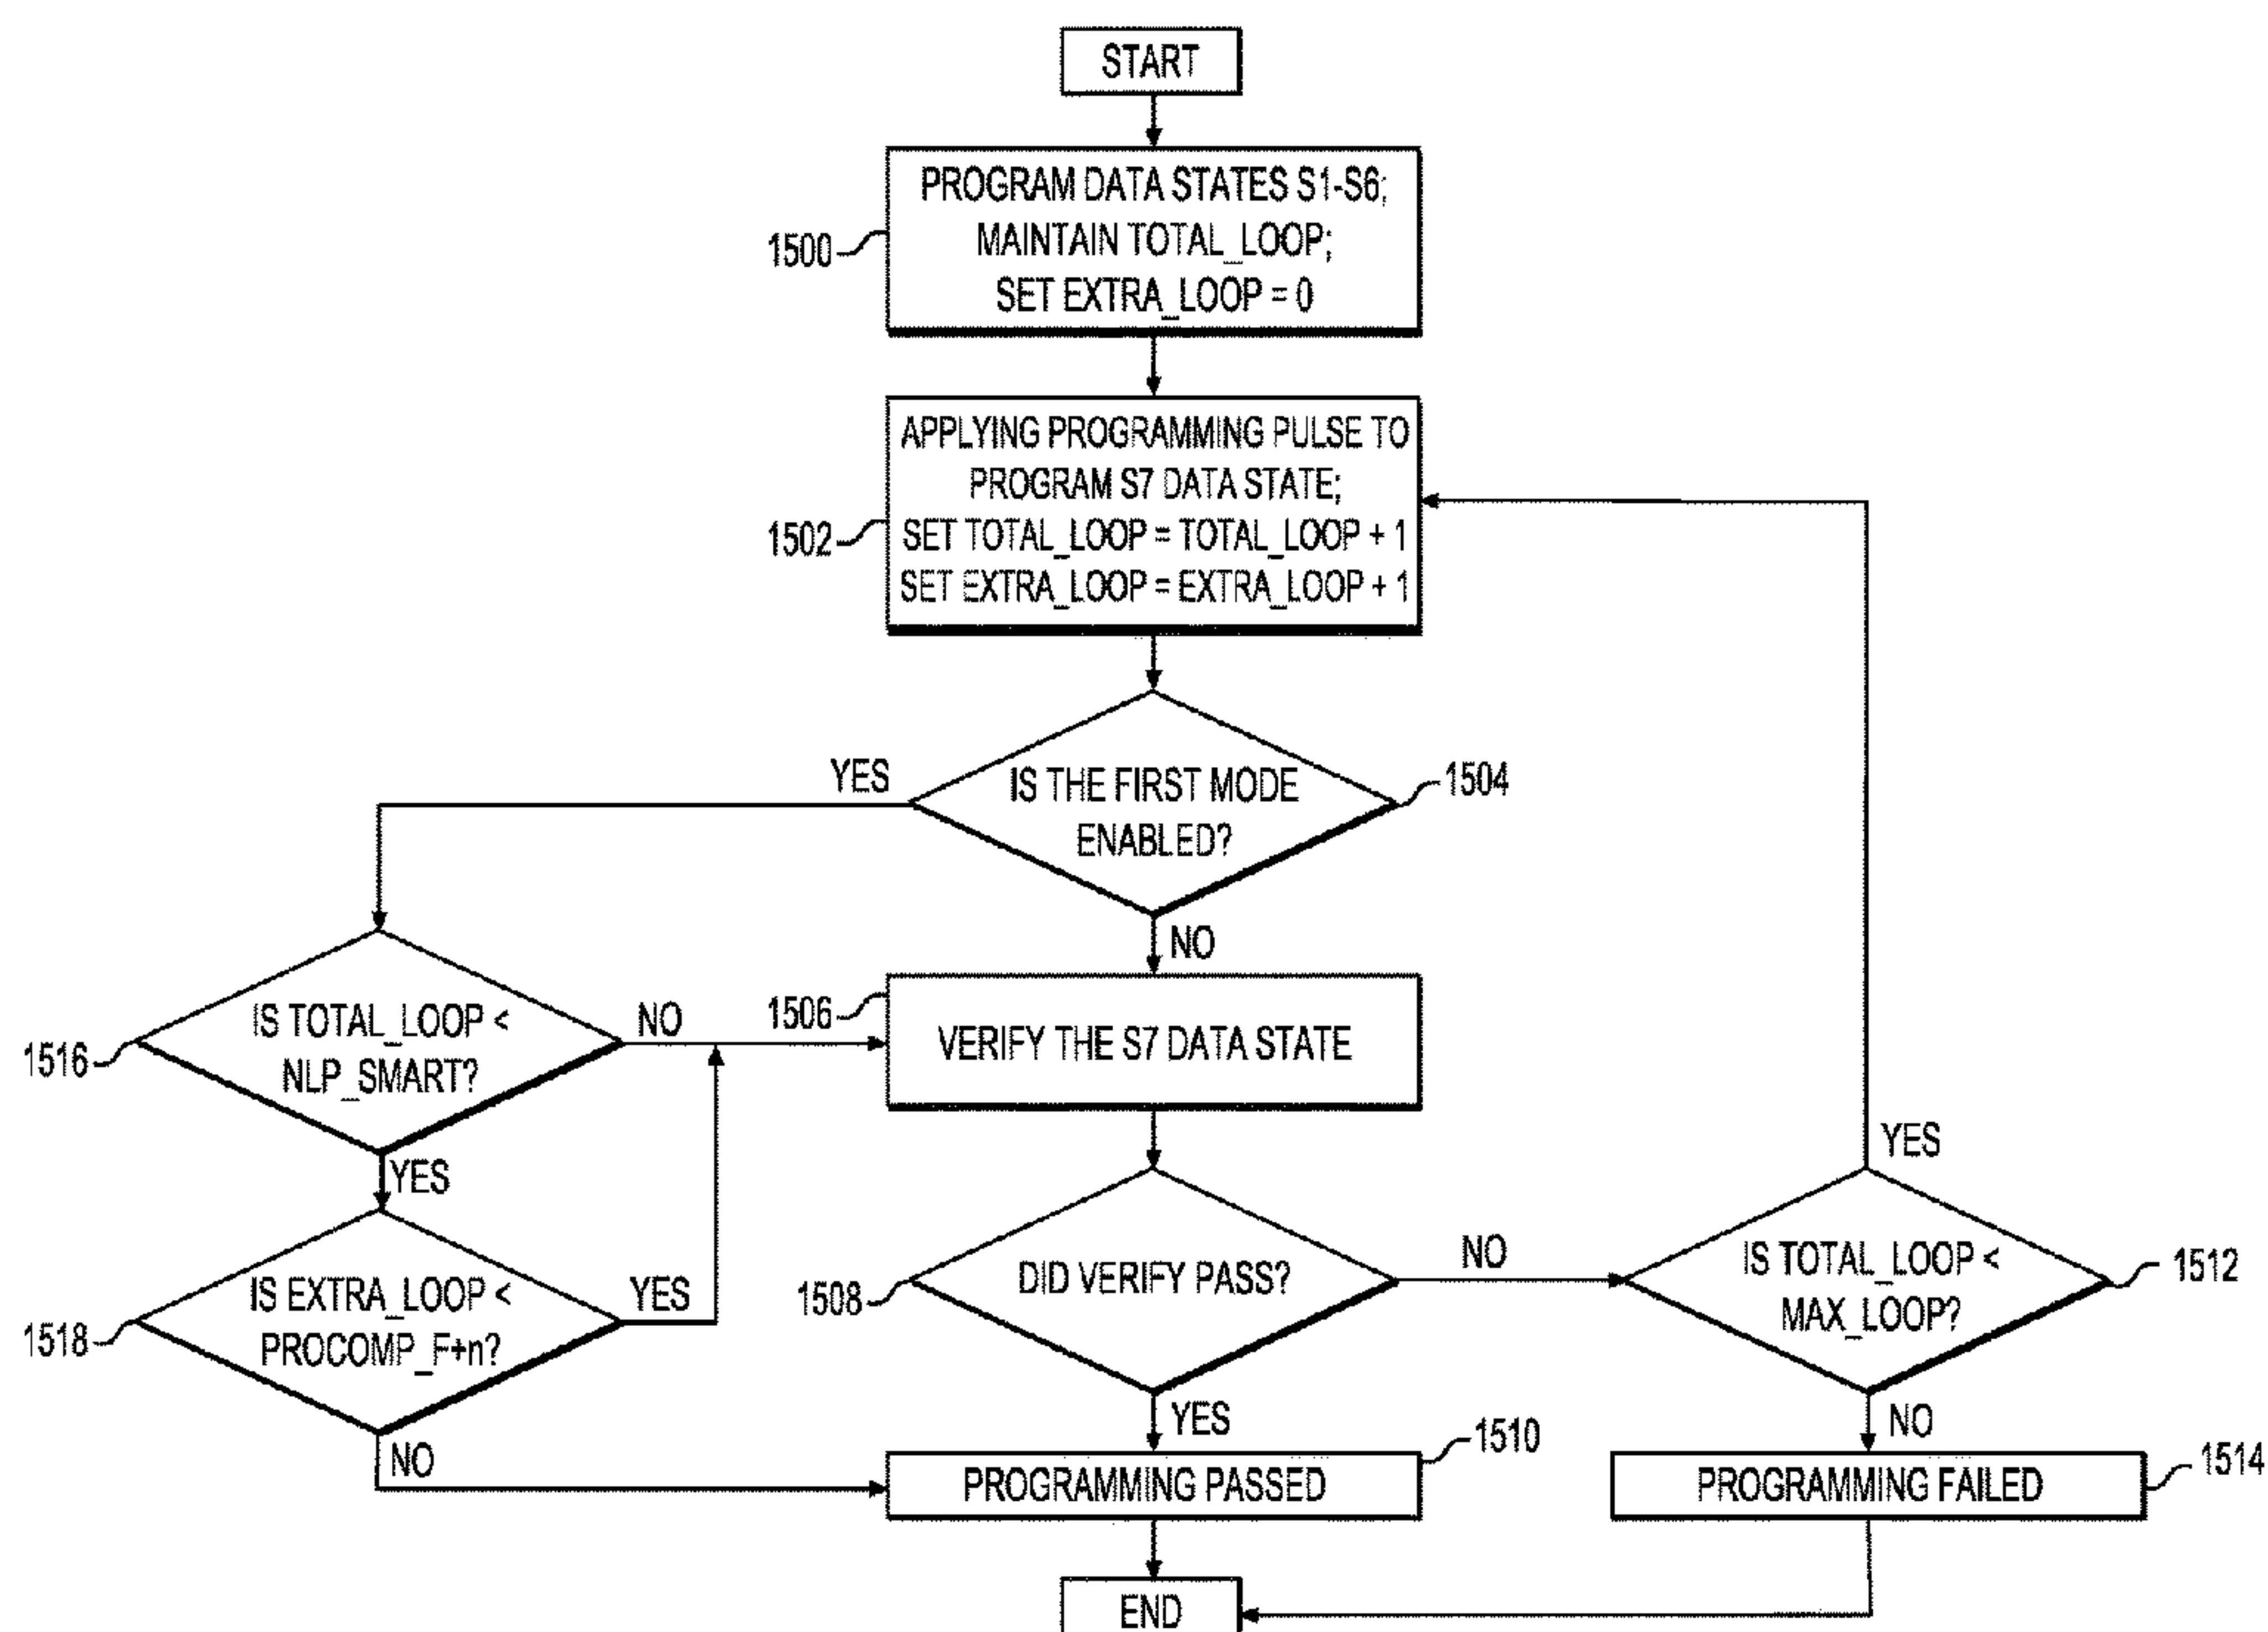 START
PROGRAM DATA STATES S1-S6;
MAINTAIN TOTAL_LOOP;
SET EXTRA_LOOP = 0
1500
APPLYING PROGRAMMING PULSE TO
PROGRAM S7 DATA STATE;
SET TOTAL_LOOP = TOTAL_LOOP + 1
SET EXTRA_LOOP = EXTRA_LOOP + 1
1502
IS THE FIRST MODE
ENABLED?
1504
YES
NO
IS TOTAL_LOOP <
NLP_SMART?
1516
NO
YES
1506
VERIFY THE S7 DATA STATE
IS EXTRA_LOOP <
PROCOMP_F+n?
1518
YES
NO
DID VERIFY PASS?
1508
NO
YES
IS TOTAL_LOOP <
MAX_LOOP?
1512
YES
NO
PROGRAMMING PASSED
1510
PROGRAMMING FAILED
1514
END